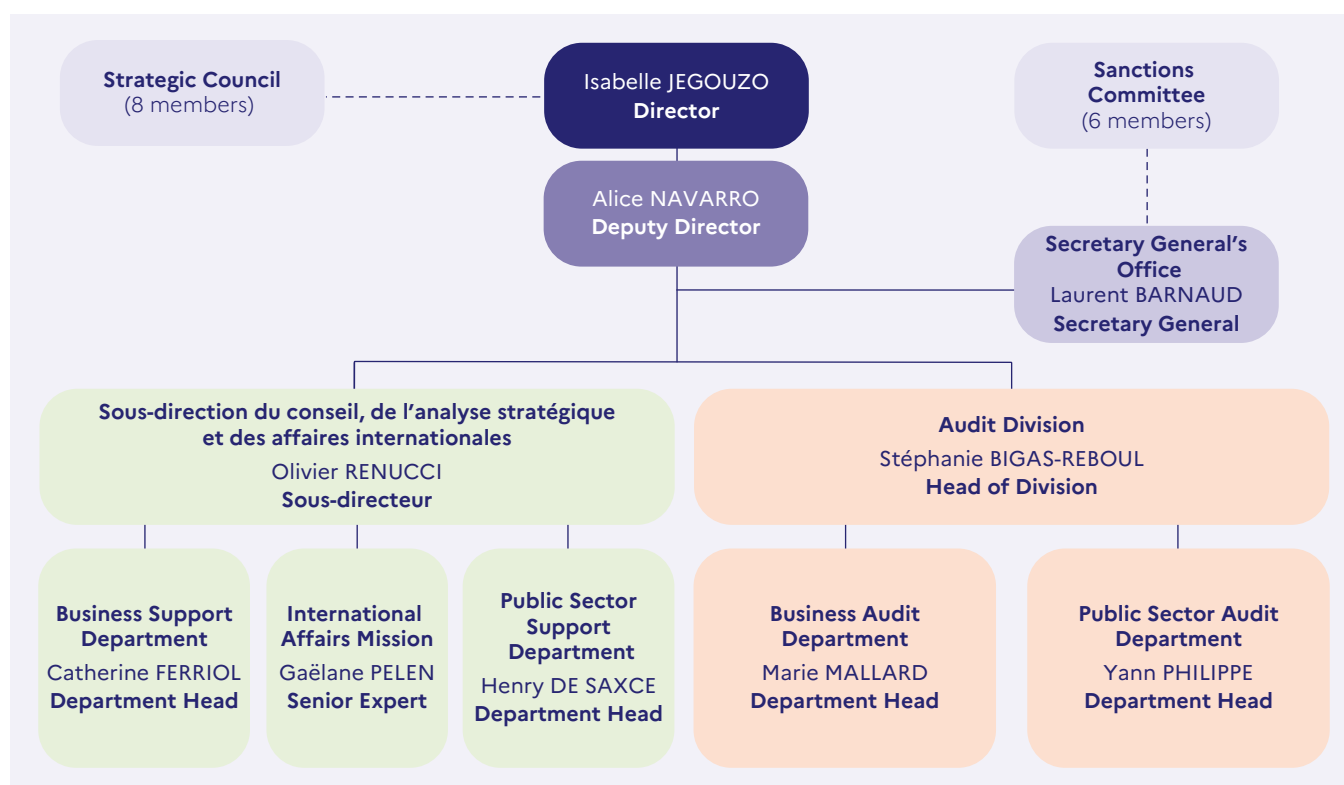 Strategic Council
(8 members)
Isabelle JEGOUZO
Director
Sanctions
Committee
(6 members)
Alice NAVARRO
Deputy Director
Secretary General’s
Office
Laurent BARNAUD
Secretary General
Sous-direction du conseil, de l’analyse stratégique
et des affaires internationales
Olivier RENUCCI
Sous-directeur
Audit Division
Stéphanie BIGAS-REBOUL
Head of Division
Business Support
Department
Catherine FERRIOL
Department Head
International
Affairs Mission
Gaëlane PELEN
Senior Expert
Public Sector
Support
Department
Henry DE SAXCE
Department Head
Business Audit
Department
Marie MALLARD
Department Head
Public Sector Audit
Department
Yann PHILIPPE
Department Head